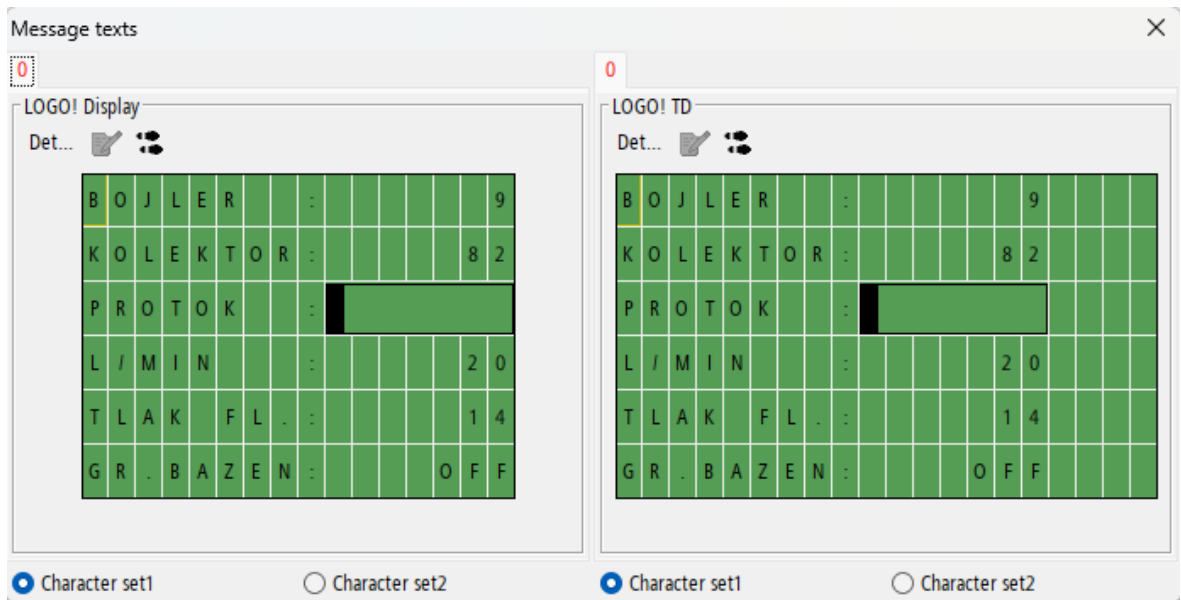 Message texts
0
LOGO! Display
Det...
BOJLER : 9
KOLEKTOR: 82
PROTOK :
L/MIN : 20
TLAK FL.: 14
GR.BAZEN: OFF
Character set1
Character set2
0
LOGO! TD
Det...
BOJLER : 9
KOLEKTOR: 82
PROTOK :
L/MIN : 20
TLAK FL.: 14
GR.BAZEN: OFF
Character set1
Character set2